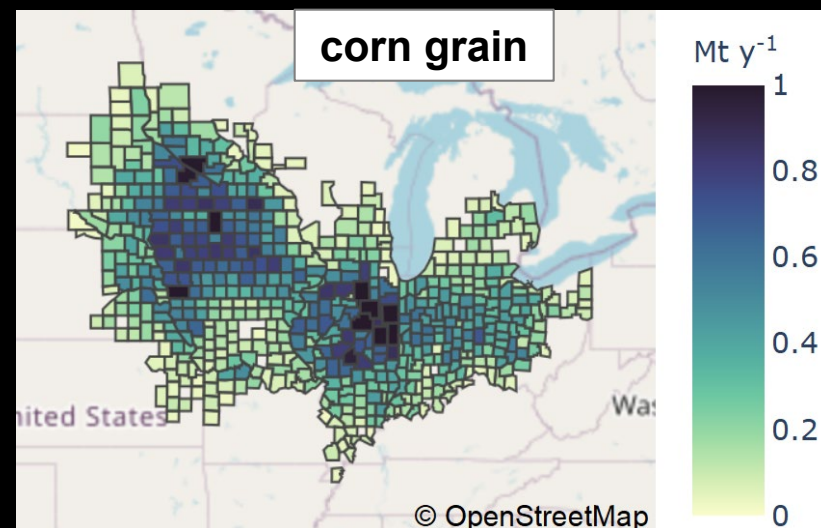 corn grain
Mt y⁻¹
1
0.8
0.6
0.4
0.2
0
nited States
Was
© OpenStreetMap